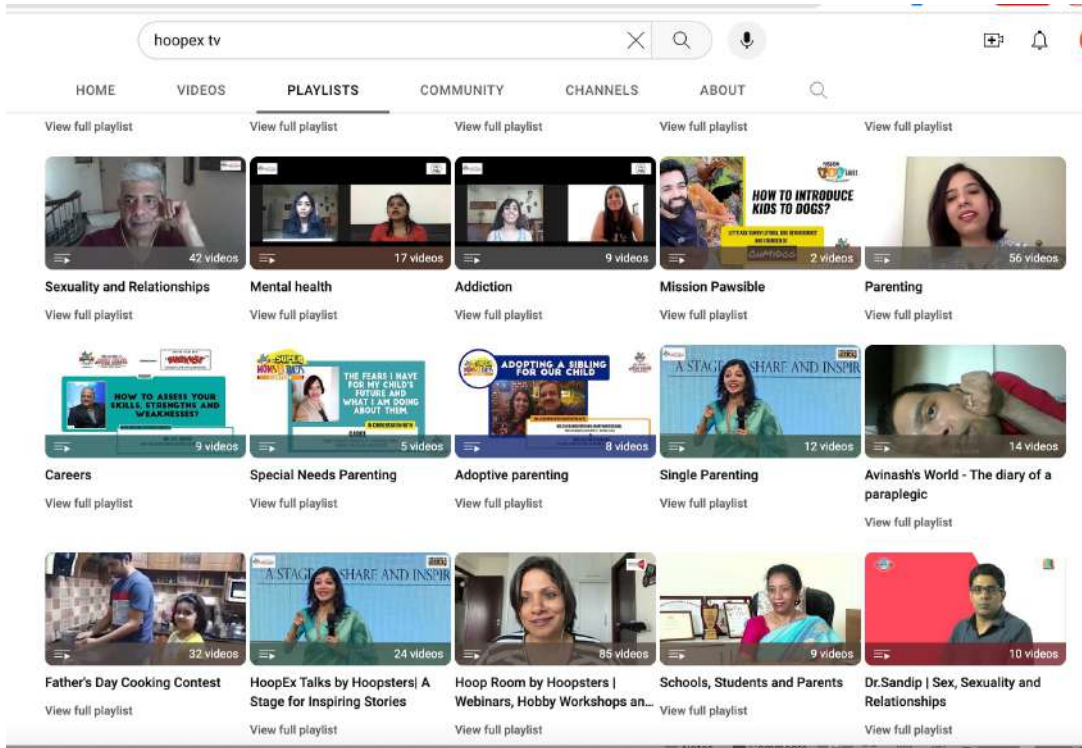 hoopex tv
HOME VIDEOS PLAYLISTS COMMUNITY CHANNELS ABOUT
View full playlist View full playlist View full playlist View full playlist View full playlist
HOW TO INTRODUCE
KIDS TO DOGS?
42 videos 17 videos 9 videos 2 videos 56 videos
Sexuality and Relationships Mental health Addiction Mission Pawsible Parenting
View full playlist View full playlist View full playlist View full playlist View full playlist
HOW TO ASSESS YOUR
SKILLS, STRENGTHS AND
WEAKNESSES?
SUPER
THE FEARS I HAVE
FOR MY CHILD'S
FUTURE AND
WHAT I AM DOING
ABOUT THEM.
ADOPTING A SIBLING
FOR OUR CHILD
A STAGE SHARE AND INSPIR
9 videos 5 videos 8 videos 12 videos 14 videos
Careers Special Needs Parenting Adoptive parenting Single Parenting Avinash's World - The diary of a
paraplegic
View full playlist View full playlist View full playlist View full playlist
View full playlist
A STAGE SHARE AND INSPIR
32 videos 24 videos 85 videos 9 videos 10 videos
Father's Day Cooking Contest HoopEx Talks by Hoopsters| A Hoop Room by Hoopsters | Schools, Students and Parents Dr.Sandip | Sex, Sexuality and
Stage for Inspiring Stories Webinars, Hobby Workshops an... Relationships
View full playlist View full playlist
View full playlist View full playlist View full playlist